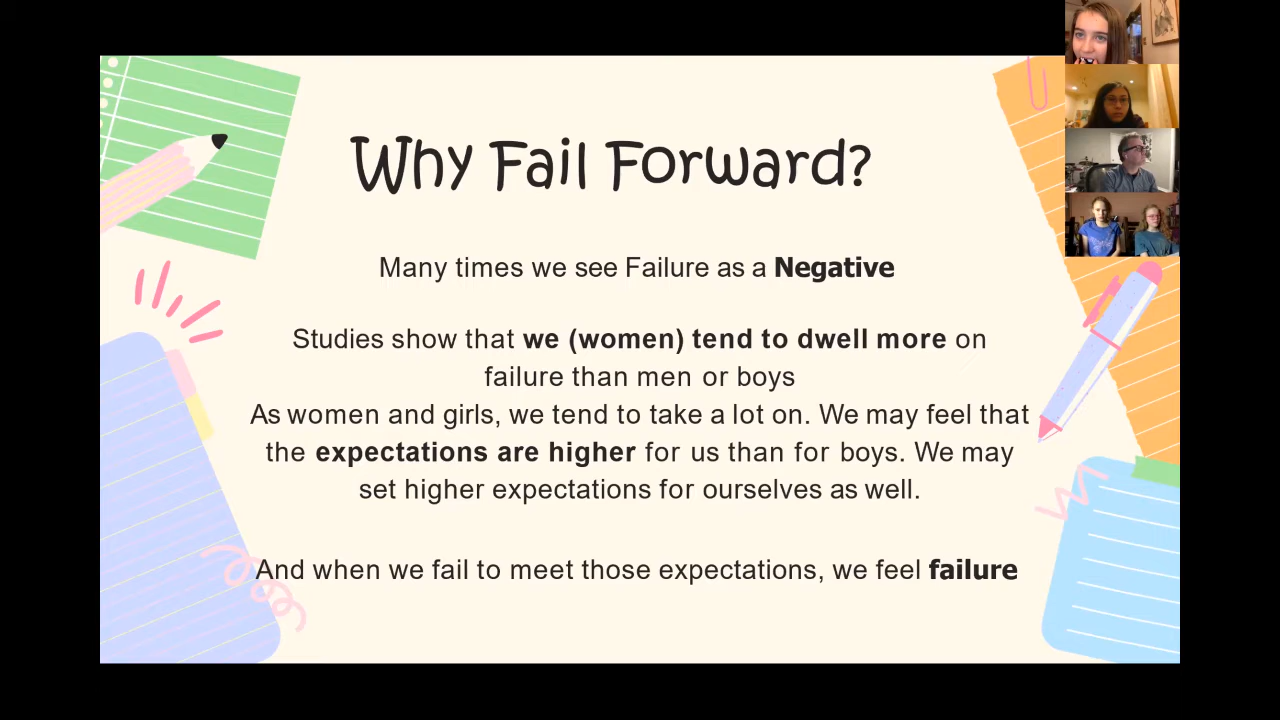 Why Fail Forward?
Many times we see Failure as a Negative
Studies show that we (women) tend to dwell more on
failure than men or boys
As women and girls, we tend to take a lot on. We may feel that
the expectations are higher for us than for boys. We may
set higher expectations for ourselves as well.
And when we fail to meet those expectations, we feel failure